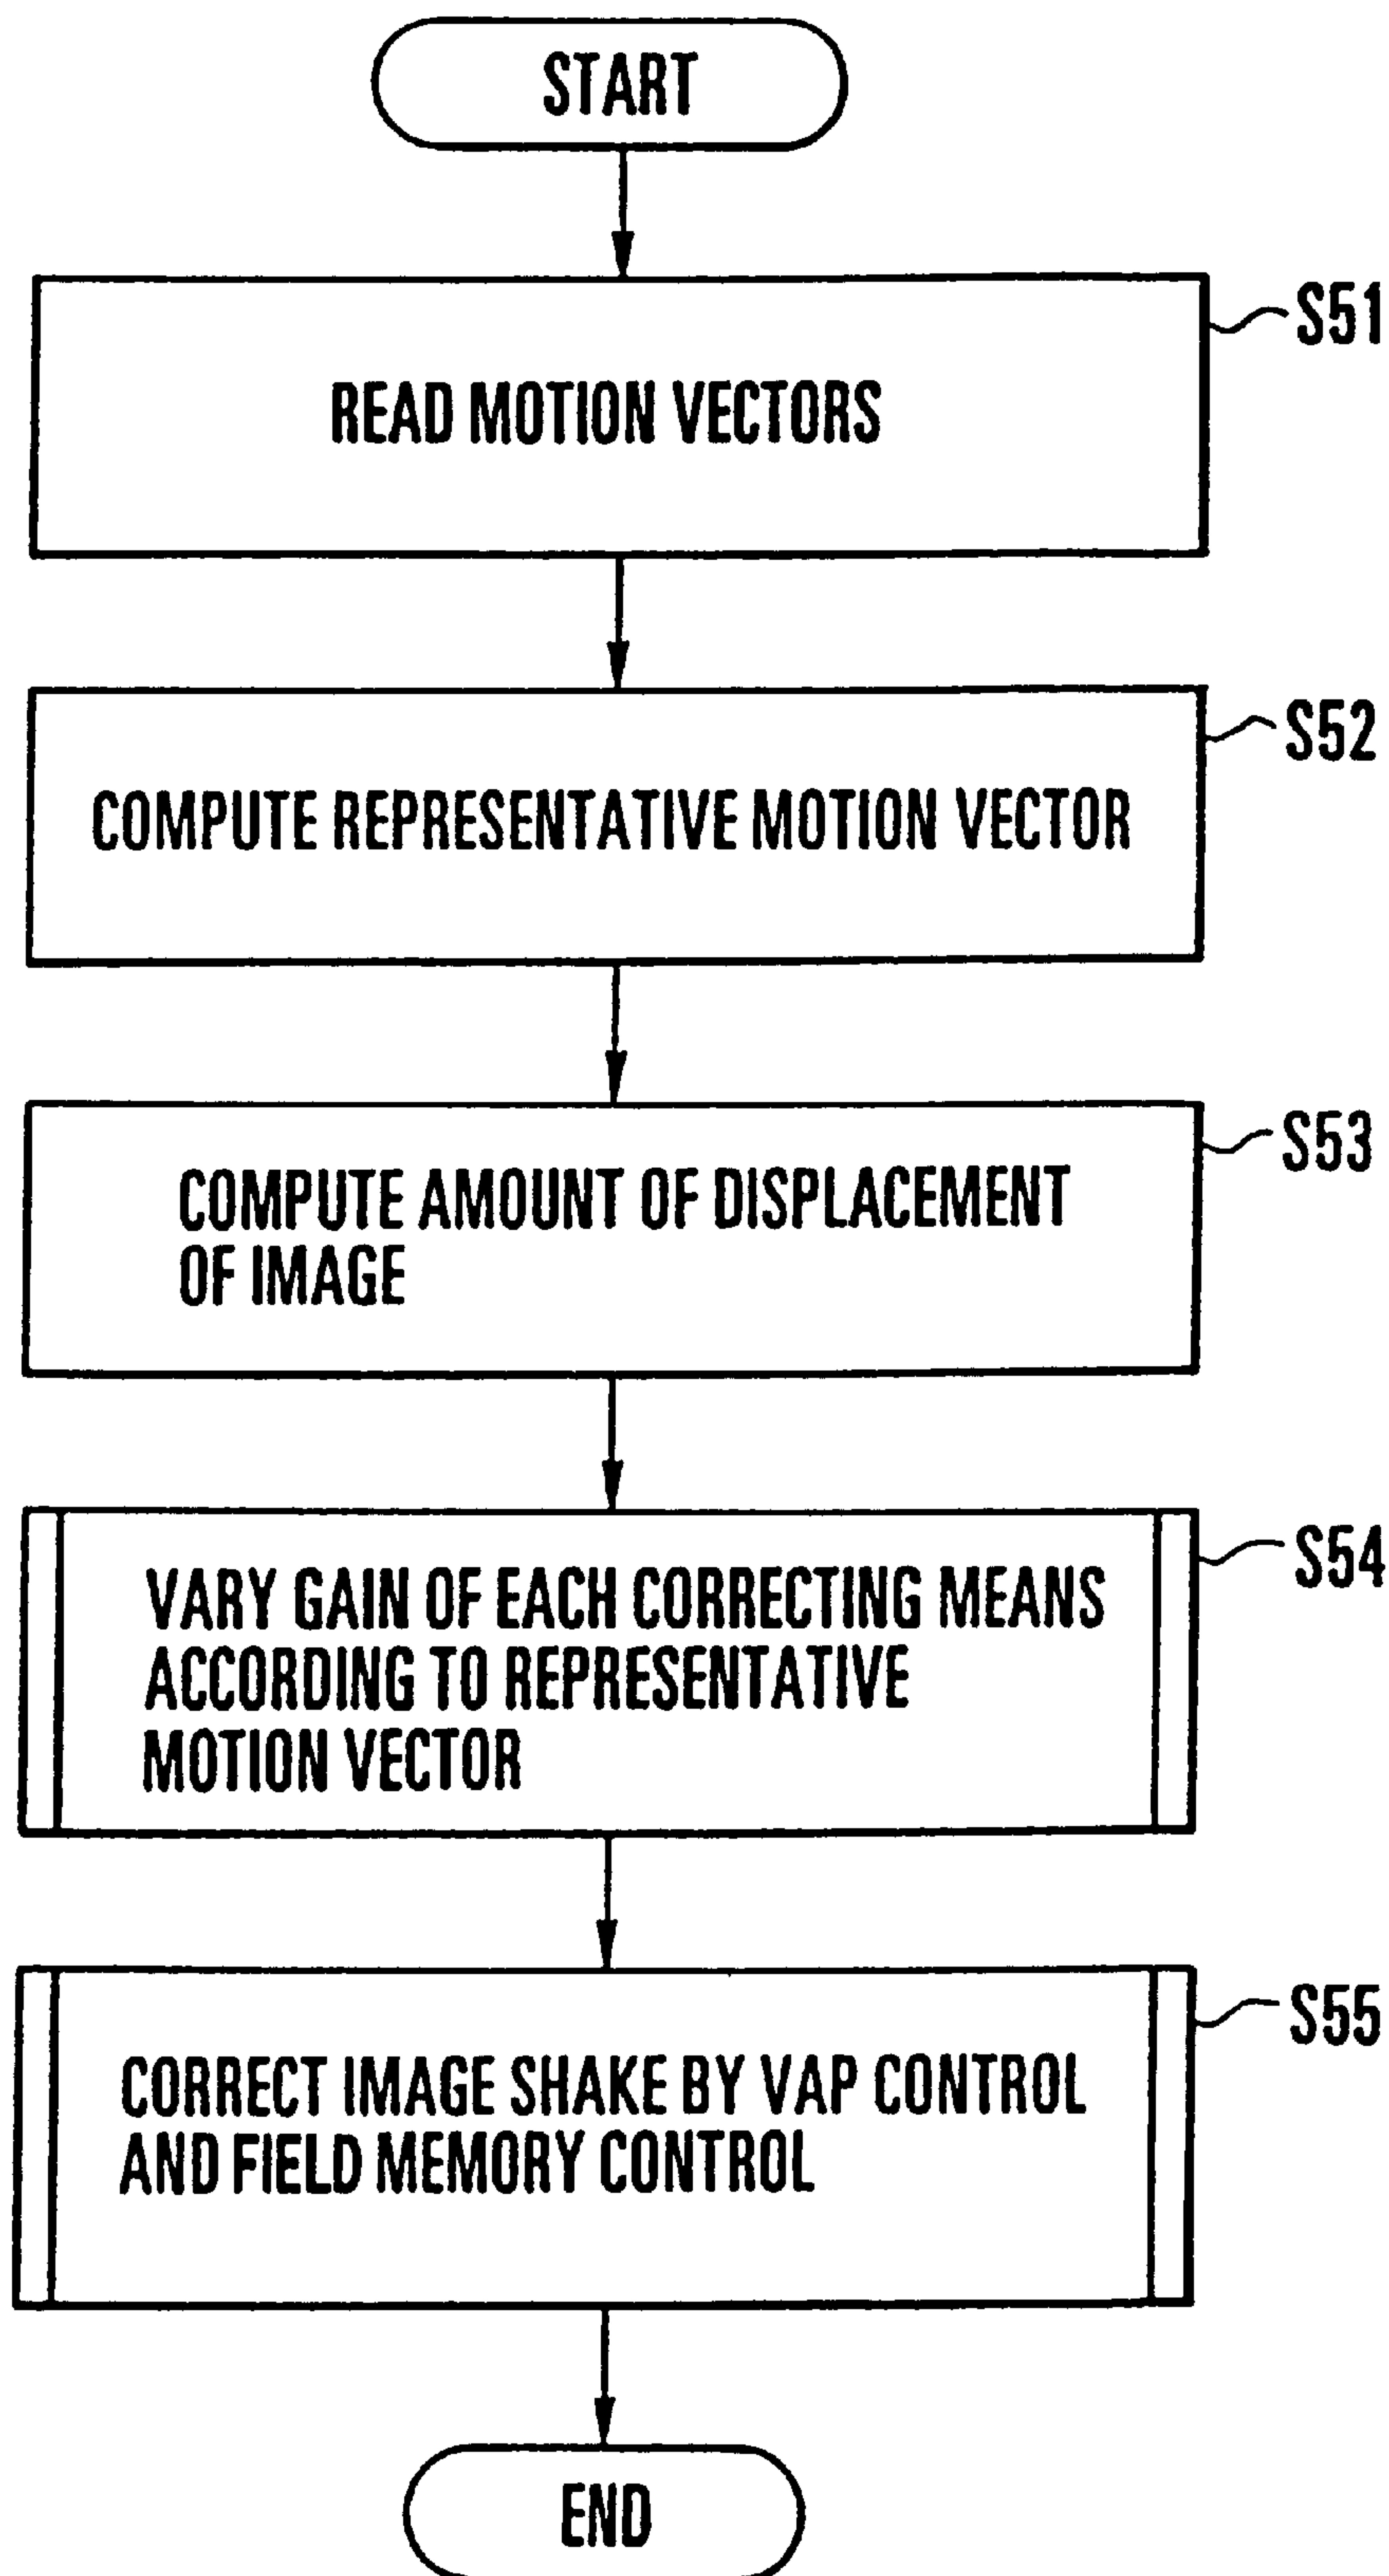 START
S51
READ MOTION VECTORS
S52
COMPUTE REPRESENTATIVE MOTION VECTOR
S53
COMPUTE AMOUNT OF DISPLACEMENT
OF IMAGE
S54
VARY GAIN OF EACH CORRECTING MEANS
ACCORDING TO REPRESENTATIVE
MOTION VECTOR
S55
CORRECT IMAGE SHAKE BY VAP CONTROL
AND FIELD MEMORY CONTROL
END